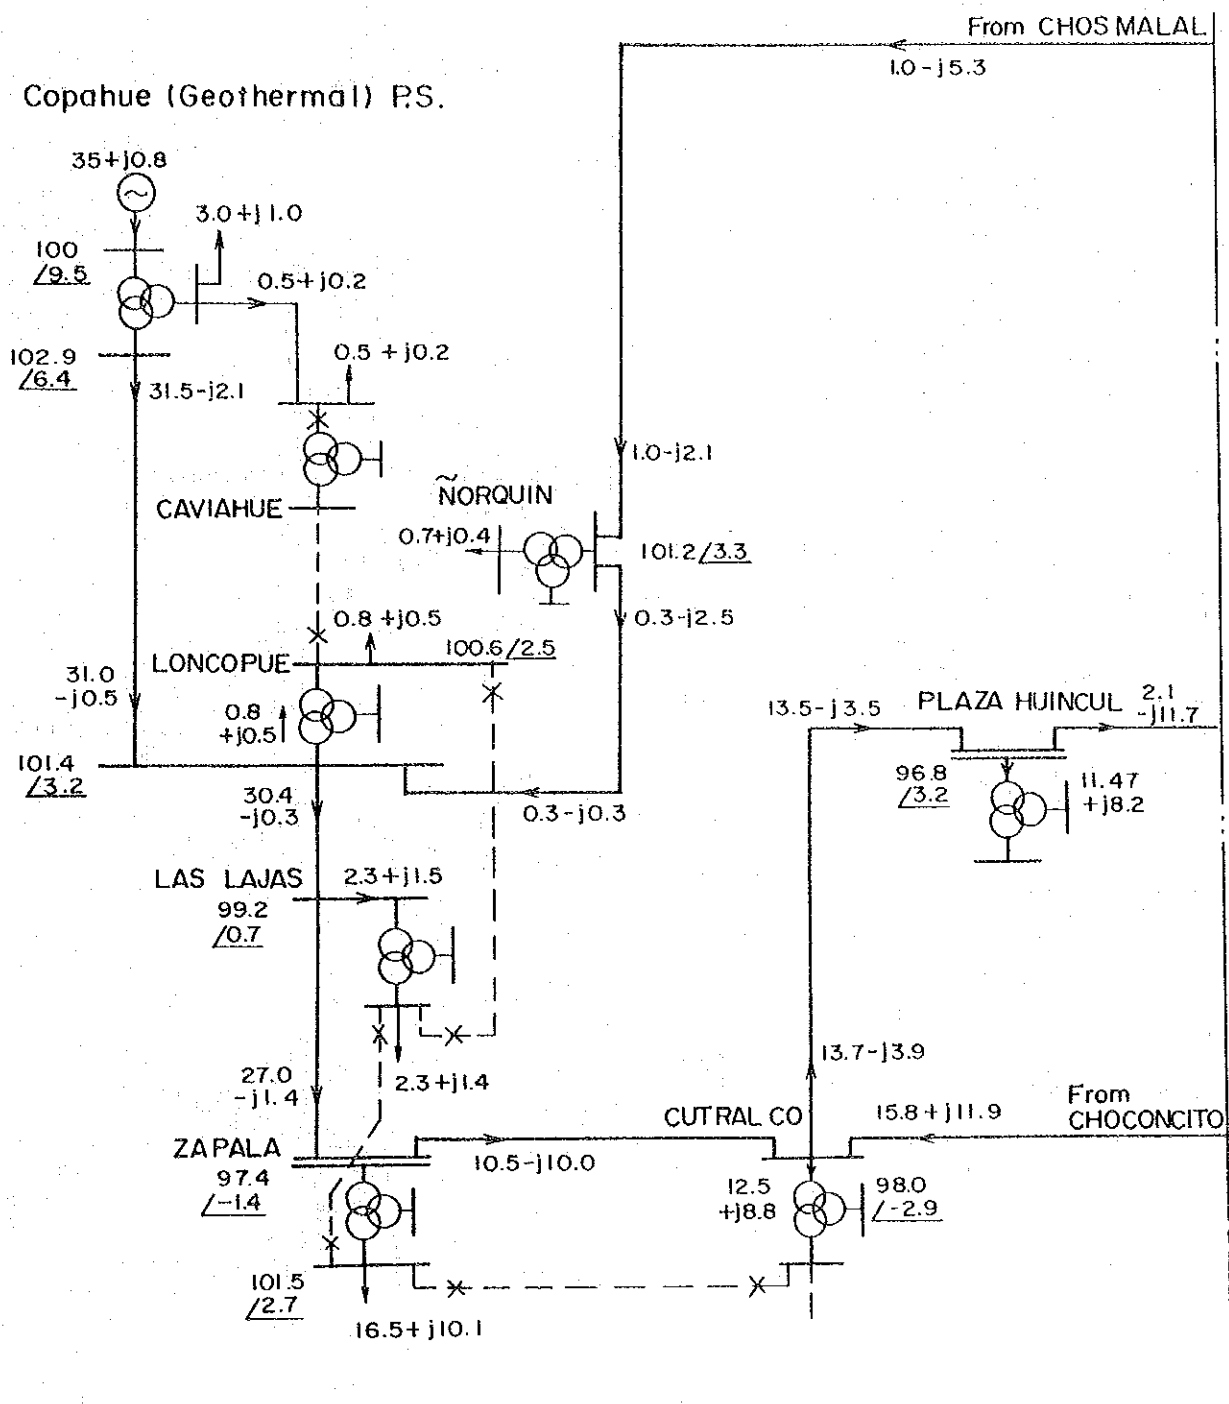 From CHOS MALAL
1.0-j5.3
Copahue (Geothermal) P.S.
35+j0.8
3.0+j1.0
100
/9.5
0.5+j0.2
102.9
/6.4
0.5+j0.2
31.5-j2.1
1.0-j2.1
ÑORQUIN
CAVIAHUE
0.7+j0.4
101.2/3.3
0.8+j0.5
0.3-j2.5
LONCOPUE
100.6/2.5
31.0
-j0.5
0.8
+j0.5
13.5-j3.5
PLAZA HUINCUL
2.1
-j11.7
101.4
/3.2
96.8
/3.2
11.47
+j8.2
30.4
-j0.3
0.3-j0.3
LAS LAJAS
2.3+j1.5
99.2
/0.7
13.7-j3.9
27.0
-j1.4
2.3+j1.4
From
CHOCONCITO
CUTRAL CO
15.8+j11.9
ZAPALA
10.5-j10.0
97.4
/-1.4
12.5
+j8.8
98.0
/-2.9
101.5
/2.7
16.5+j10.1